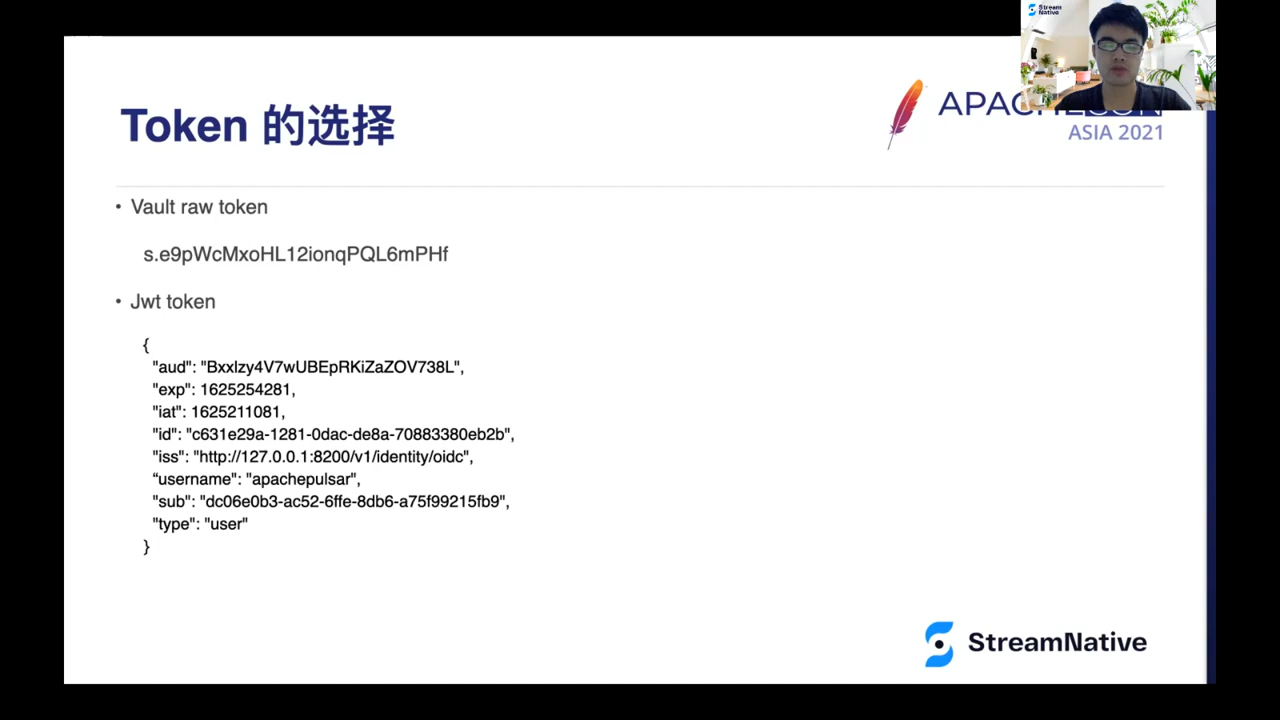 Stream
Native
Token 的选择
ASIA 2021
• Vault raw token
s.e9pWcMxoHL12ionqPQL6mPHf
• Jwt token
{
"aud": "Bxxlzy4V7wUBEpRKiZaZOV738L",
"exp": 1625254281,
"iat": 1625211081,
"id": "c631e29a-1281-0dac-de8a-70883380eb2b",
"iss": "http://127.0.0.1:8200/v1/identity/oidc",
“username": "apachepulsar",
"sub": "dc06e0b3-ac52-6ffe-8db6-a75f99215fb9",
"type": "user"
}
StreamNative